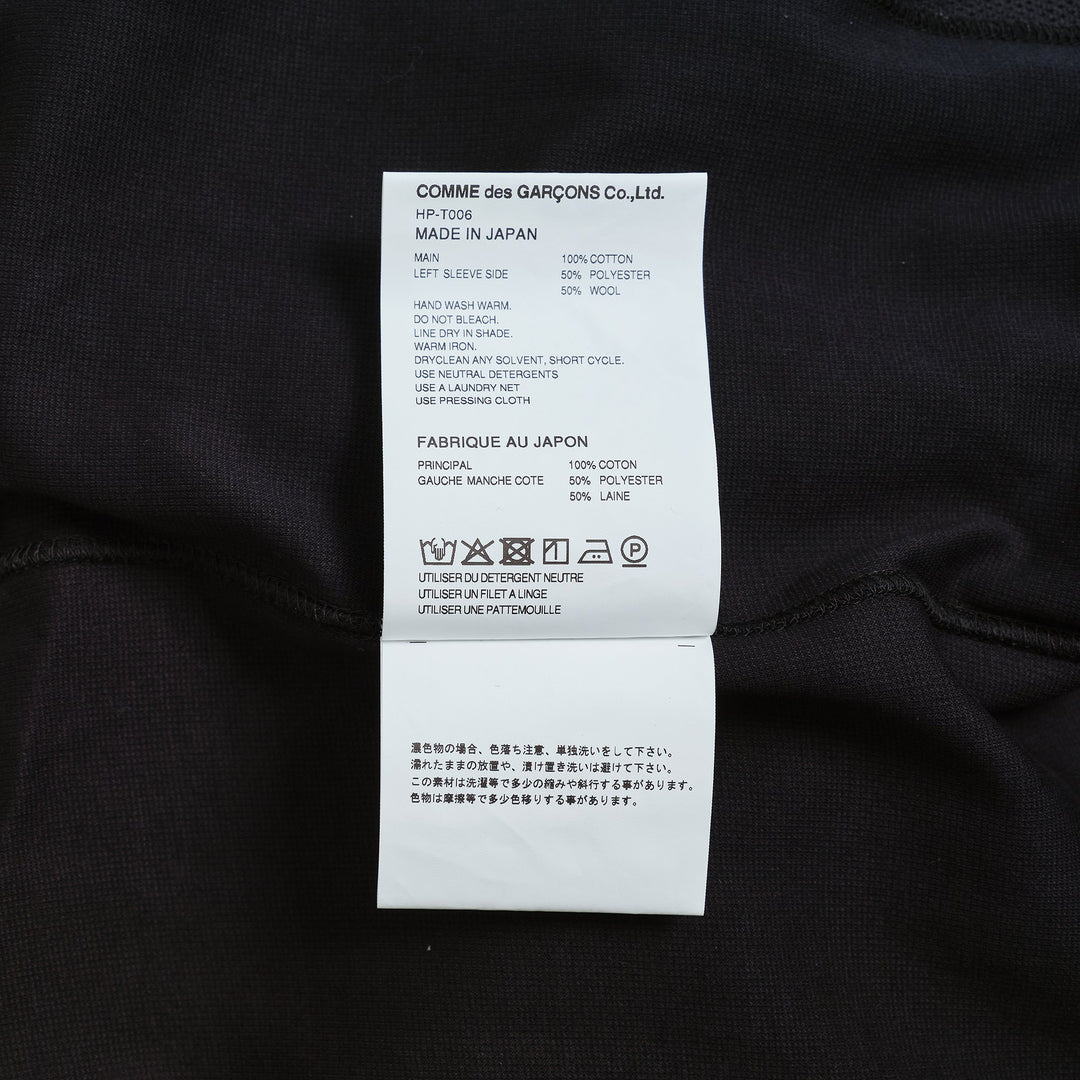 COMME des GARÇONS Co.,Ltd.
HP-T006
MADE IN JAPAN
MAIN 100% COTTON
LEFT SLEEVE SIDE 50% POLYESTER
50% WOOL
HAND WASH WARM.
DO NOT BLEACH.
LINE DRY IN SHADE.
WARM IRON.
DRYCLEAN ANY SOLVENT, SHORT CYCLE.
USE NEUTRAL DETERGENTS
USE A LAUNDRY NET
USE PRESSING CLOTH
FABRIQUE AU JAPON
PRINCIPAL 100% COTON
GAUCHE MANCHE COTE 50% POLYESTER
50% LAINE
P
UTILISER DU DETERGENT NEUTRE
UTILISER UN FILET A LINGE
UTILISER UNE PATTEMOUILLE
濃色物の場合、色落ち注意、単独洗いをして下さい。
濡れたままの放置や、漬け置き洗いは避けて下さい。
この素材は洗濯等で多少の縮みや斜行する事があります。
色物は摩擦等で多少色移りする事があります。